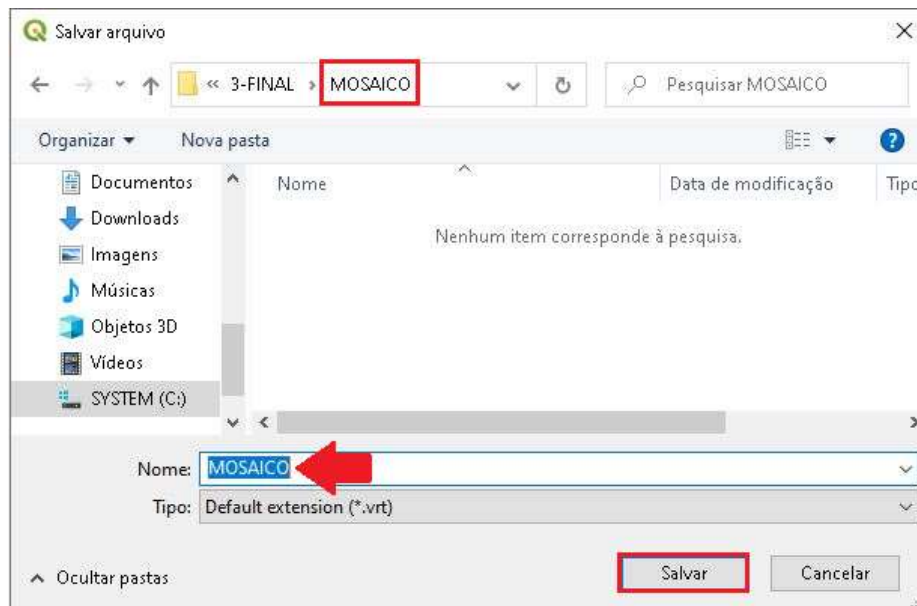 Salvar arquivo
« 3-FINAL › MOSAICO
Pesquisar MOSAICO
Organizar
Nova pasta
Documentos
Downloads
Imagens
Músicas
Objetos 3D
Vídeos
SYSTEM (C:)
Nome
Data de modificação
Tipo
Nenhum item corresponde à pesquisa.
Nome: MOSAICO
Tipo: Default extension (*.vrt)
Ocultar pastas
Salvar
Cancelar